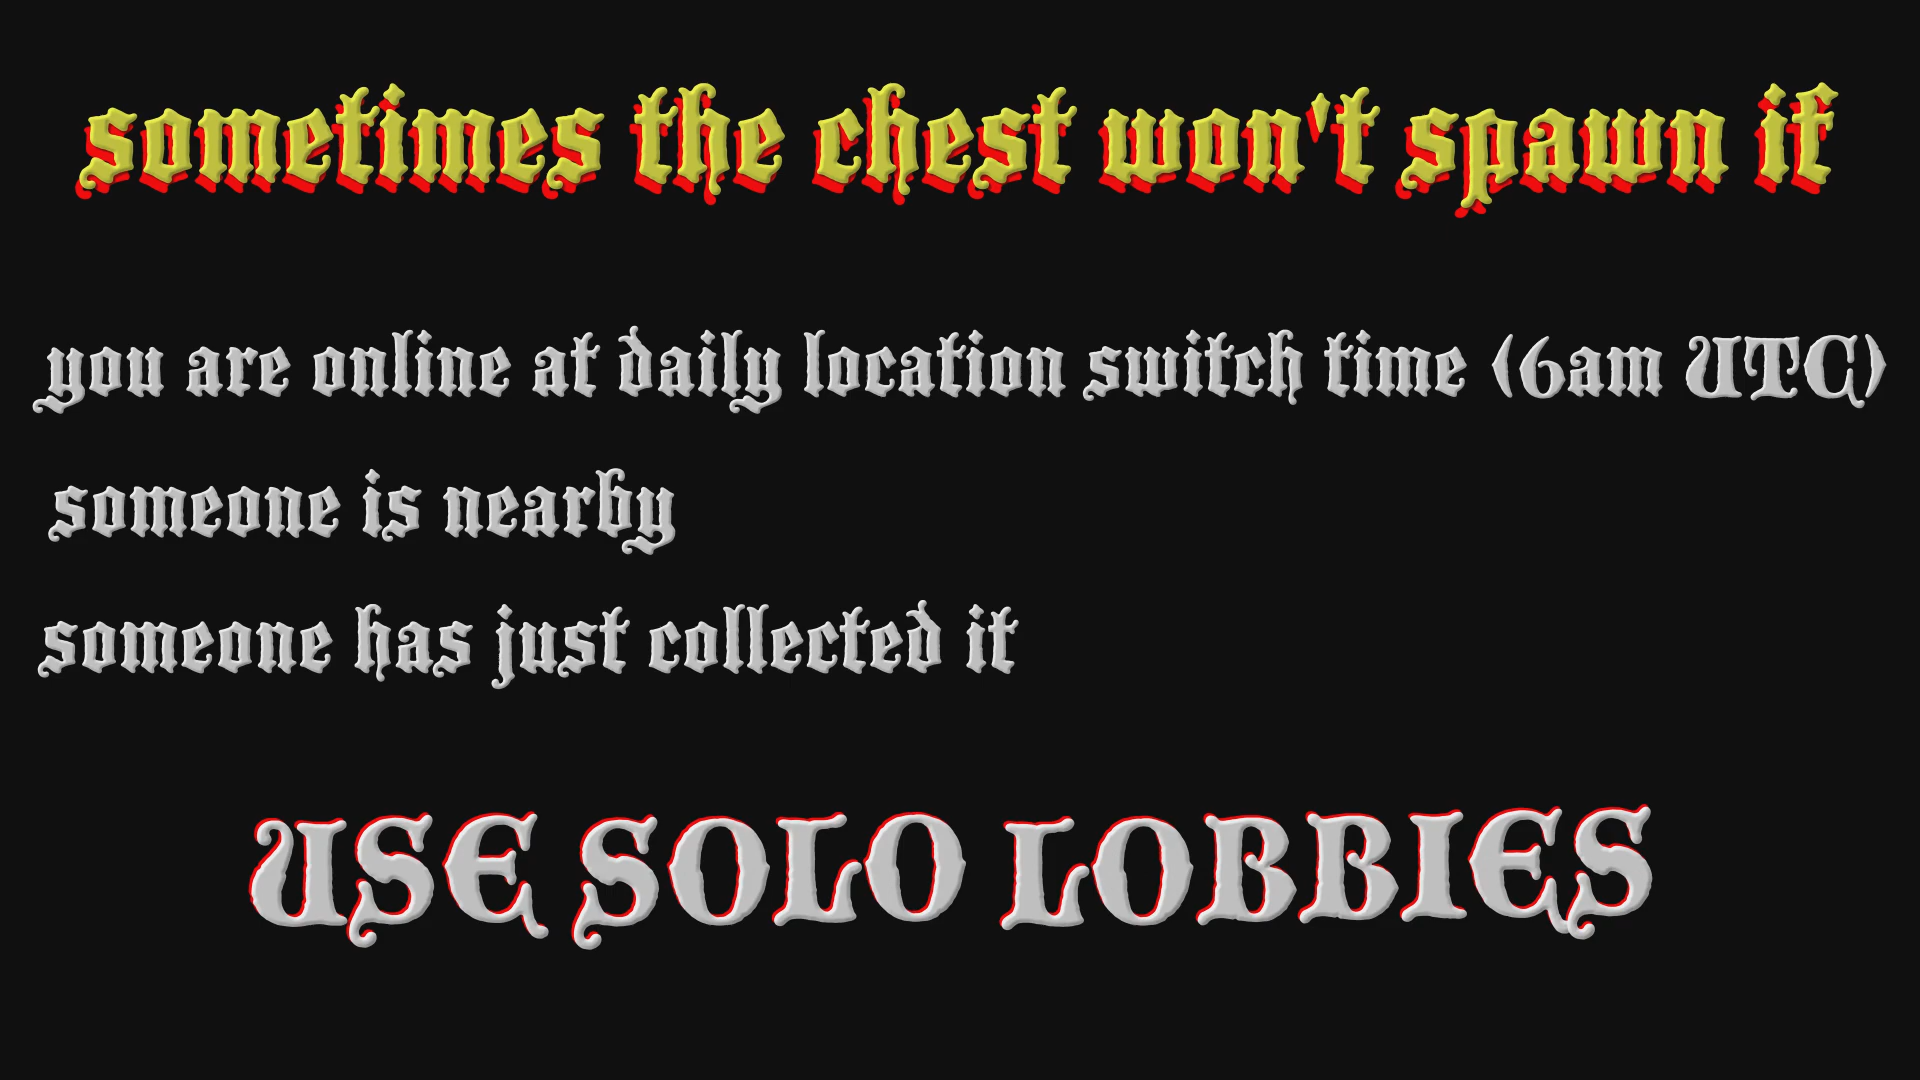 sometimes the chest won't spawn if
you are online at daily location switch time (6am UTC)
someone is nearby
someone has just collected it
USE SOLO LOBBIES